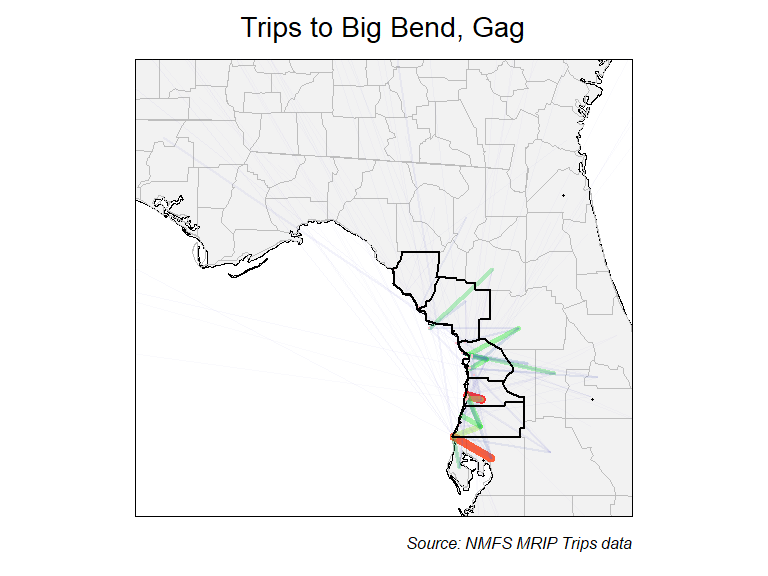 Trips to Big Bend, Gag
Source: NMFS MRIP Trips data